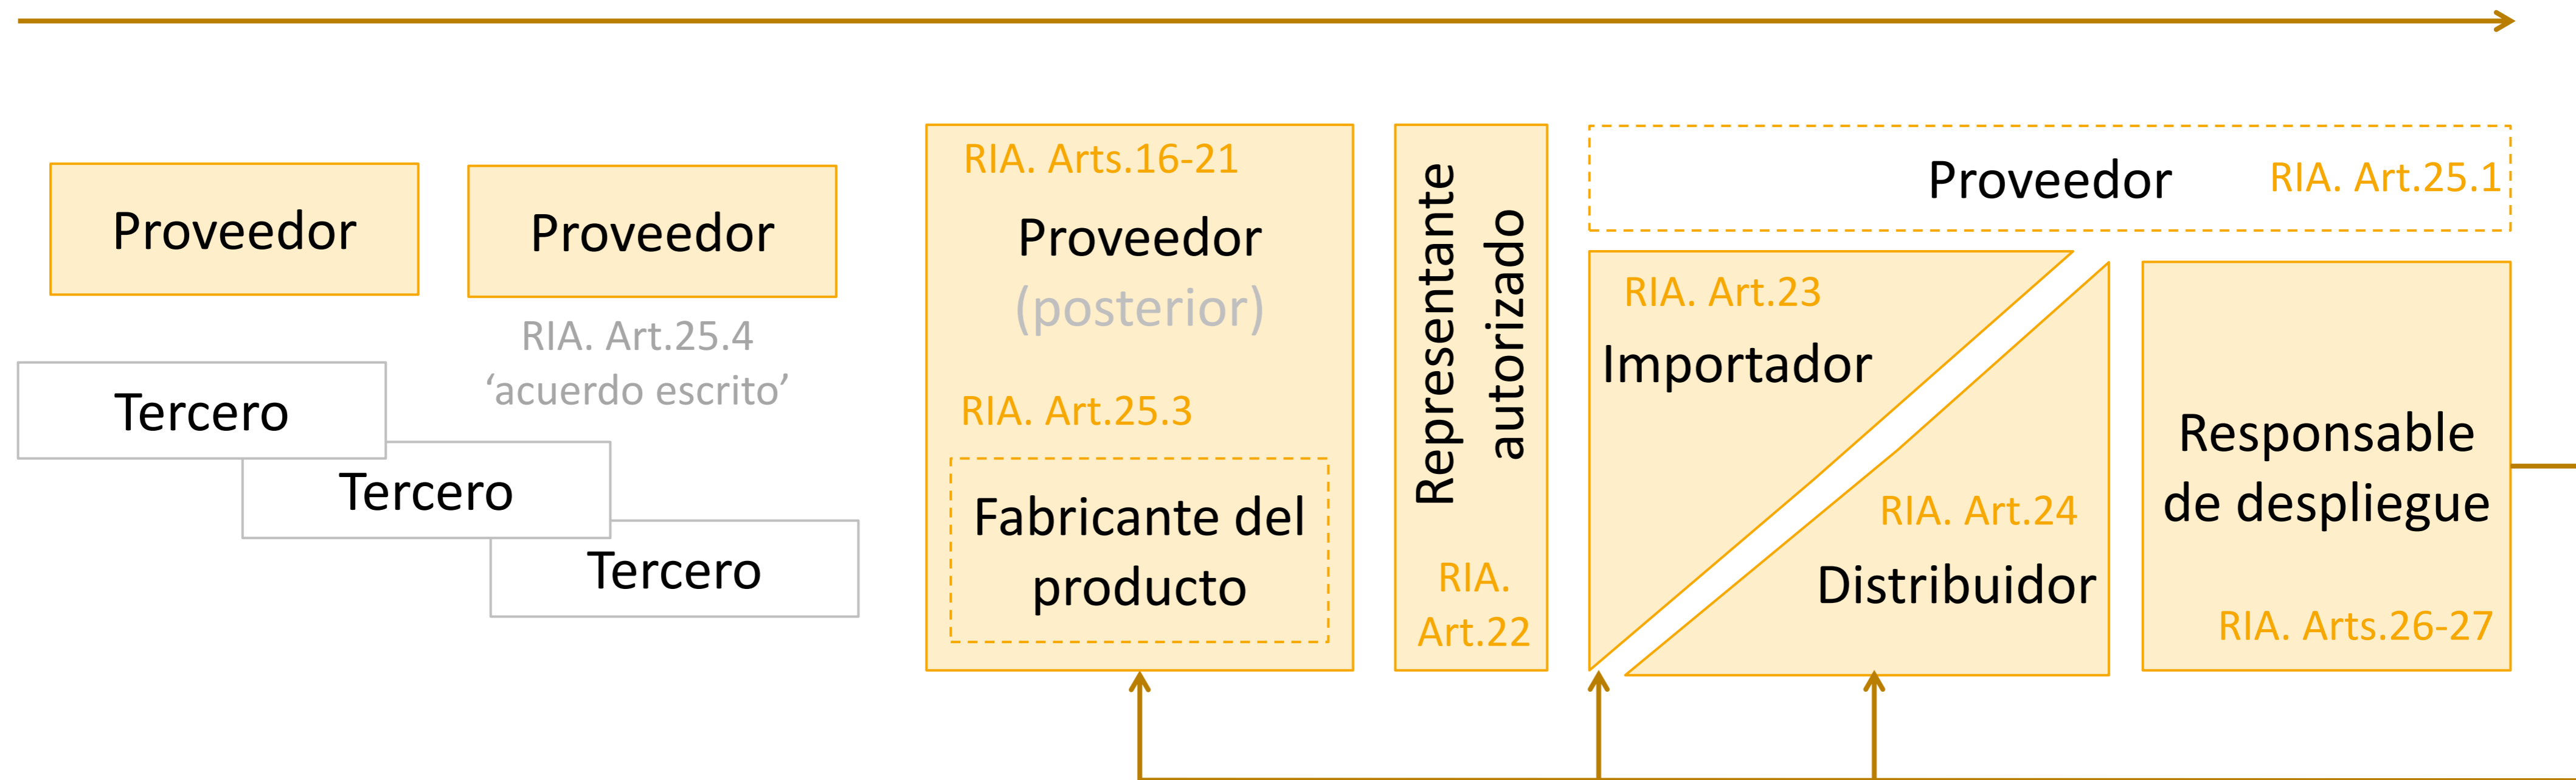 Proveedor
Proveedor
RIA. Art.25.4
‘acuerdo escrito’
Tercero
Tercero
Tercero
RIA. Arts.16-21
Proveedor
(posterior)
RIA. Art.25.3
Fabricante del
producto
Representante
autorizado
RIA.
Art.22
Proveedor
RIA. Art.25.1
RIA. Art.23
Importador
RIA. Art.24
Distribuidor
Responsable
de despliegue
RIA. Arts.26-27